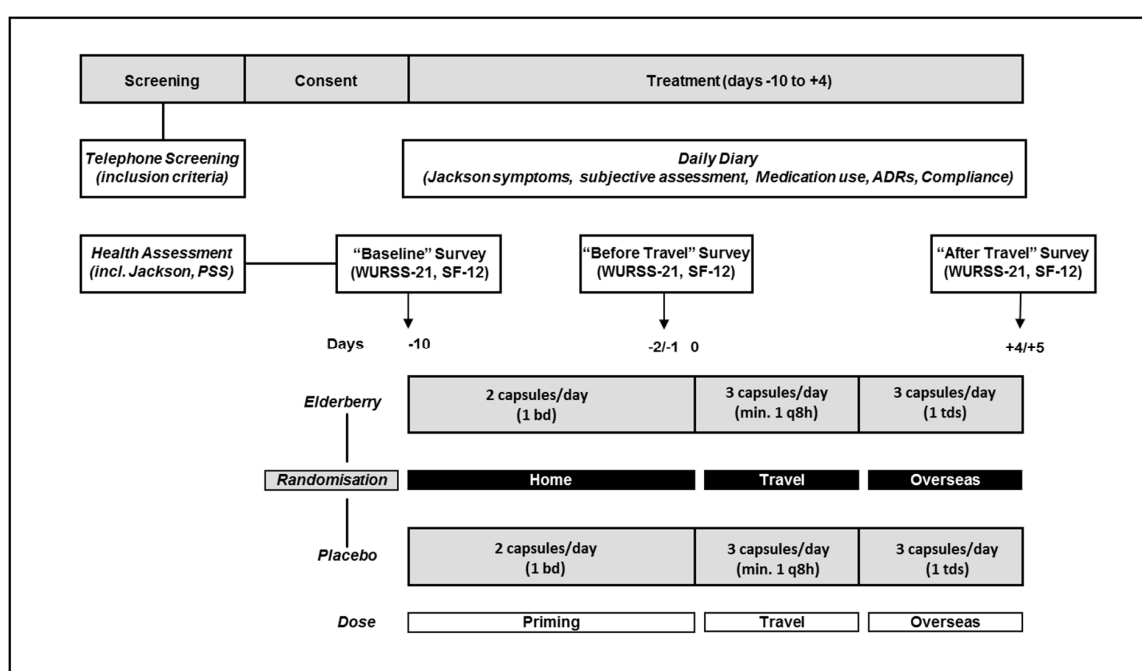 Screening
Consent
Treatment (days -10 to +4)
Telephone Screening
(inclusion criteria)
Daily Diary
(Jackson symptoms, subjective assessment, Medication use, ADRs, Compliance)
Health Assessment
(incl. Jackson, PSS)
“Baseline” Survey
(WURSS-21, SF-12)
“Before Travel” Survey
(WURSS-21, SF-12)
“After Travel” Survey
(WURSS-21, SF-12)
Days -10 -2/-1 0 +4/+5
Elderberry
2 capsules/day
(1 bd)
3 capsules/day
(min. 1 q8h)
3 capsules/day
(1 tds)
Randomisation
Home
Travel
Overseas
Placebo
2 capsules/day
(1 bd)
3 capsules/day
(min. 1 q8h)
3 capsules/day
(1 tds)
Dose
Priming
Travel
Overseas